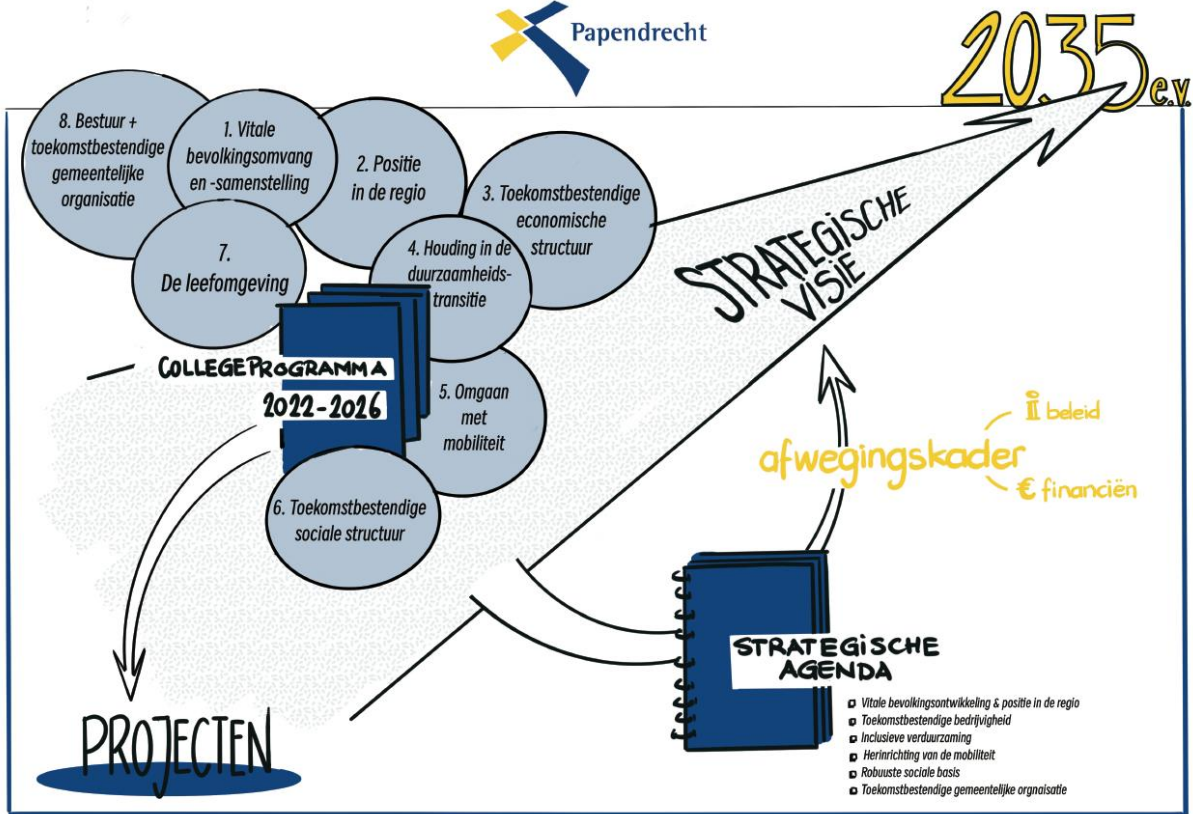 Papendrecht
2035 e.v.
8. Bestuur +
toekomstbestendige
gemeentelijke
organisatie
1. Vitale
bevolkingsomvang
en -samenstelling
2. Positie
in de regio
3. Toekomstbestendige
economische
structuur
4. Houding in de
duurzaamheids-
transitie
7.
De leefomgeving
COLLEGEPROGRAMMA
2022-2026
5. Omgaan
met
mobiliteit
6. Toekomstbestendige
sociale structuur
STRATEGISCHE
VISIE
beleid
afwegingskader
€ financiën
PROJECTEN
STRATEGISCHE
AGENDA
Vitale bevolkingsontwikkeling & positie in de regio
Toekomstbestendige bedrijvigheid
Inclusieve verduurzaming
Herinrichting van de mobiliteit
Robuuste sociale basis
Toekomstbestendige gemeentelijke orgnaisatie